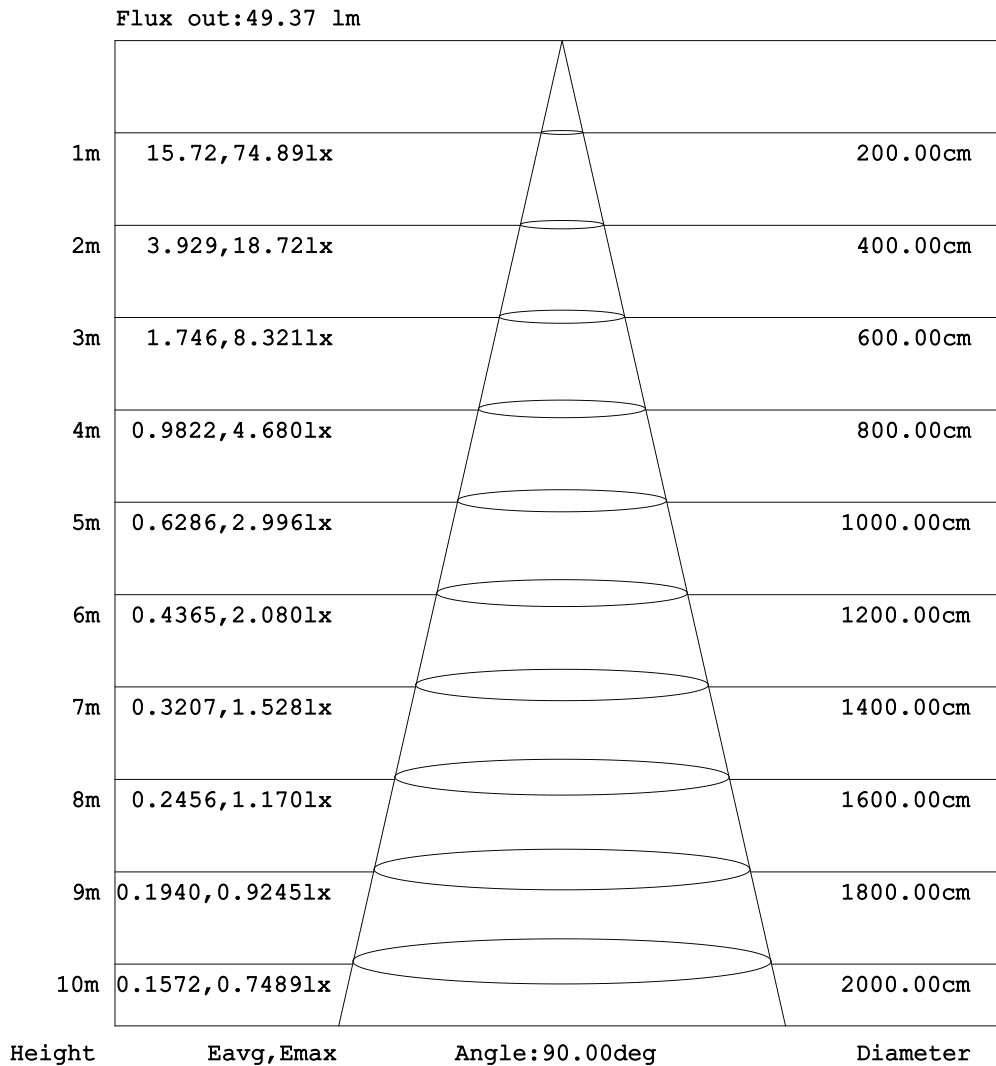 Flux out:49.37 lm
1m 15.72,74.89lx 200.00cm
2m 3.929,18.72lx 400.00cm
3m 1.746,8.321lx 600.00cm
4m 0.9822,4.680lx 800.00cm
5m 0.6286,2.996lx 1000.00cm
6m 0.4365,2.080lx 1200.00cm
7m 0.3207,1.528lx 1400.00cm
8m 0.2456,1.170lx 1600.00cm
9m 0.1940,0.9245lx 1800.00cm
10m 0.1572,0.7489lx 2000.00cm
Height Eavg,Emax Angle:90.00deg Diameter